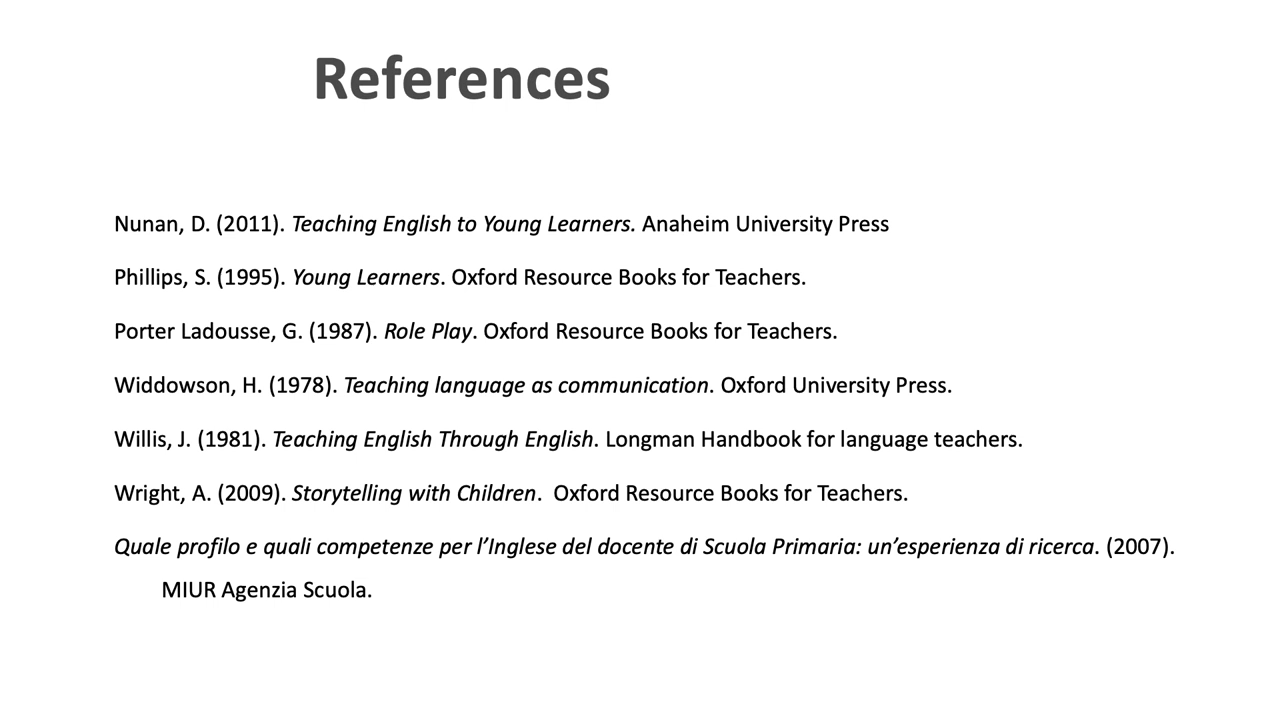 References
Nunan, D. (2011). Teaching English to Young Learners. Anaheim University Press
Phillips, S. (1995). Young Learners. Oxford Resource Books for Teachers.
Porter Ladousse, G. (1987). Role Play. Oxford Resource Books for Teachers.
Widdowson, H. (1978). Teaching language as communication. Oxford University Press.
Willis, J. (1981). Teaching English Through English. Longman Handbook for language teachers.
Wright, A. (2009). Storytelling with Children.  Oxford Resource Books for Teachers.
Quale profilo e quali competenze per l’Inglese del docente di Scuola Primaria: un’esperienza di ricerca. (2007).
MIUR Agenzia Scuola.